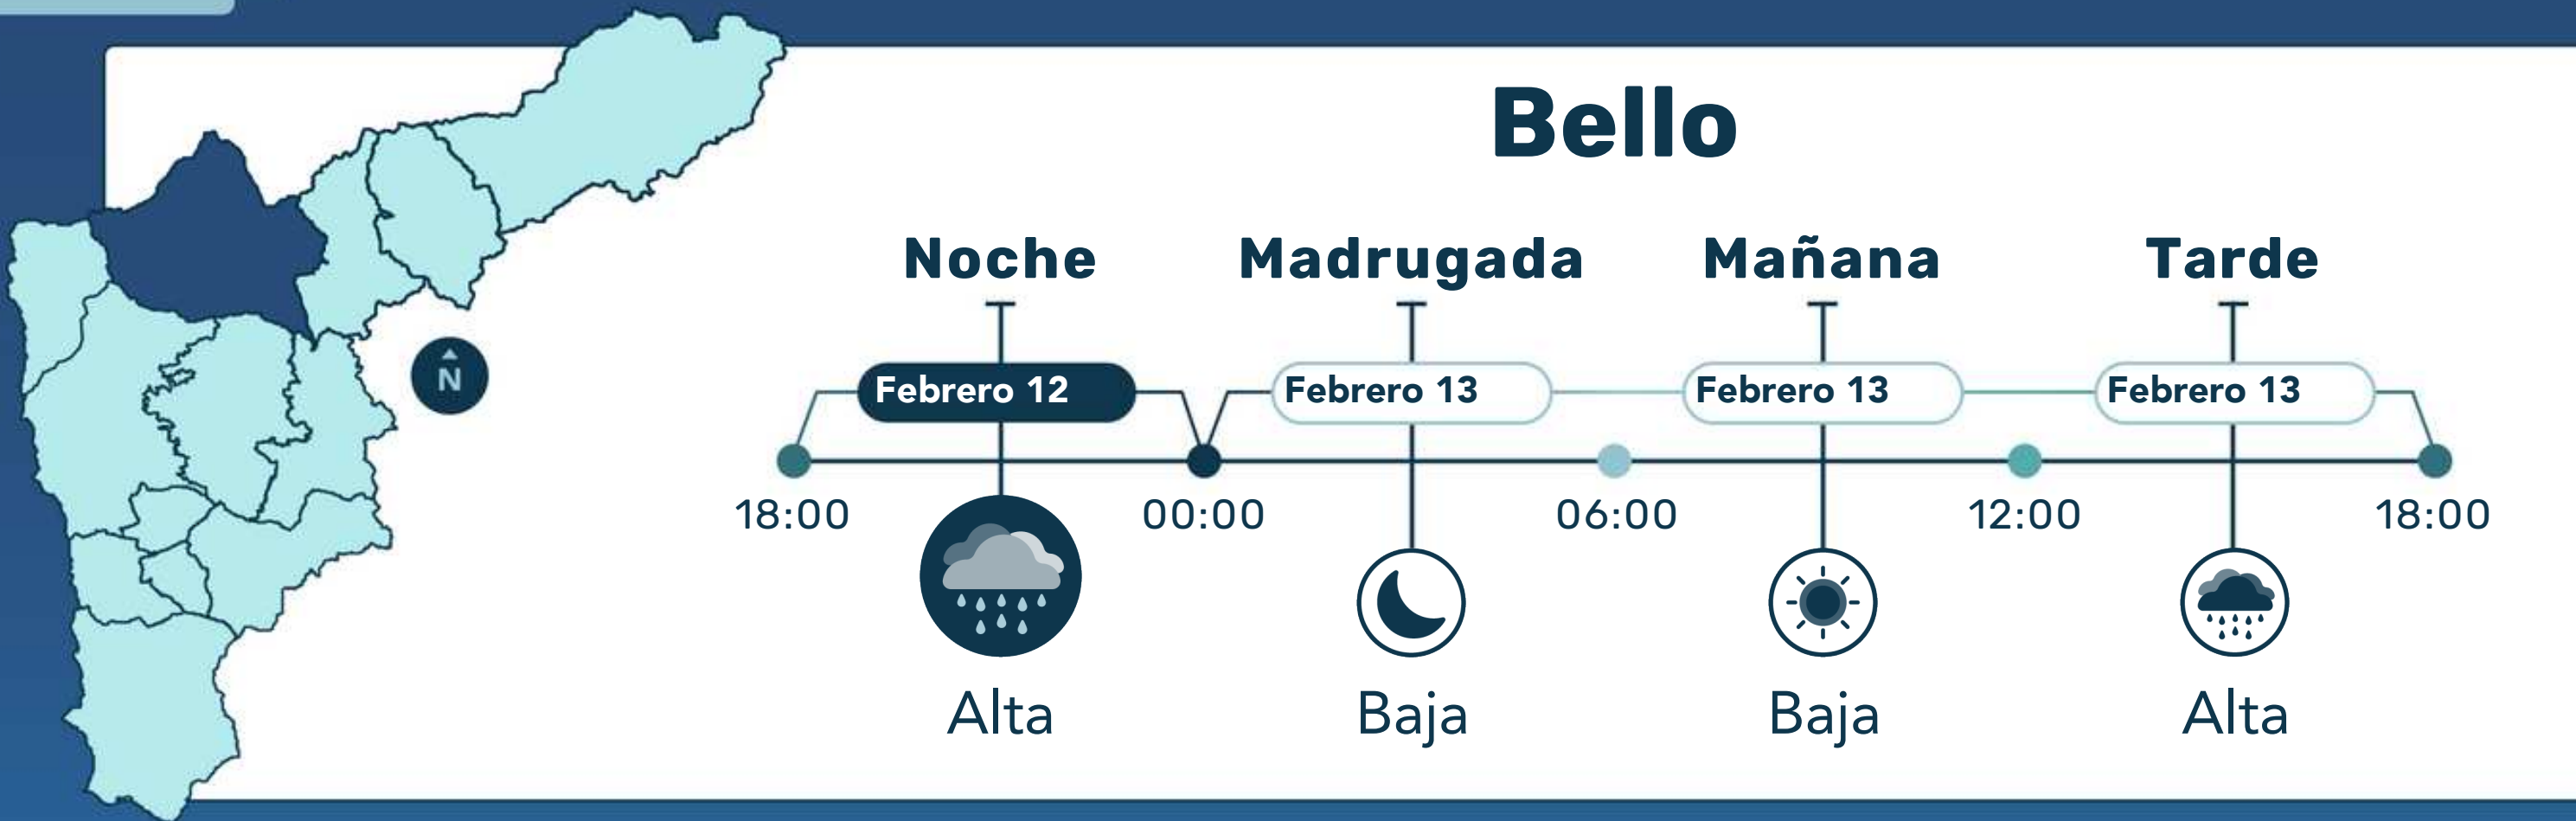 Bello
Noche Madrugada Mañana Tarde
N
Febrero 12 Febrero 13 Febrero 13 Febrero 13
18:00 00:00 06:00 12:00 18:00
Alta Baja Baja Alta